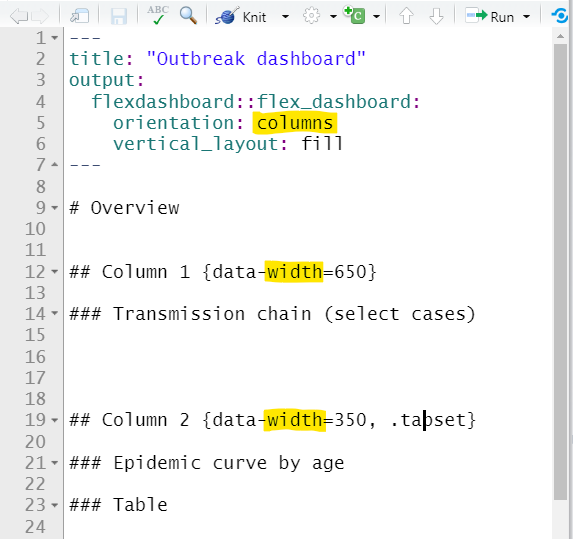 ABC Knit C Run
1 ---
2 title: "Outbreak dashboard"
3 output:
4   flexdashboard::flex_dashboard:
5     orientation: columns
6     vertical_layout: fill
7 ---
8
9 # Overview
10
11
12 ## Column 1 {data-width=650}
13
14 ### Transmission chain (select cases)
15
16
17
18
19 ## Column 2 {data-width=350, .tabset}
20
21 ### Epidemic curve by age
22
23 ### Table
24